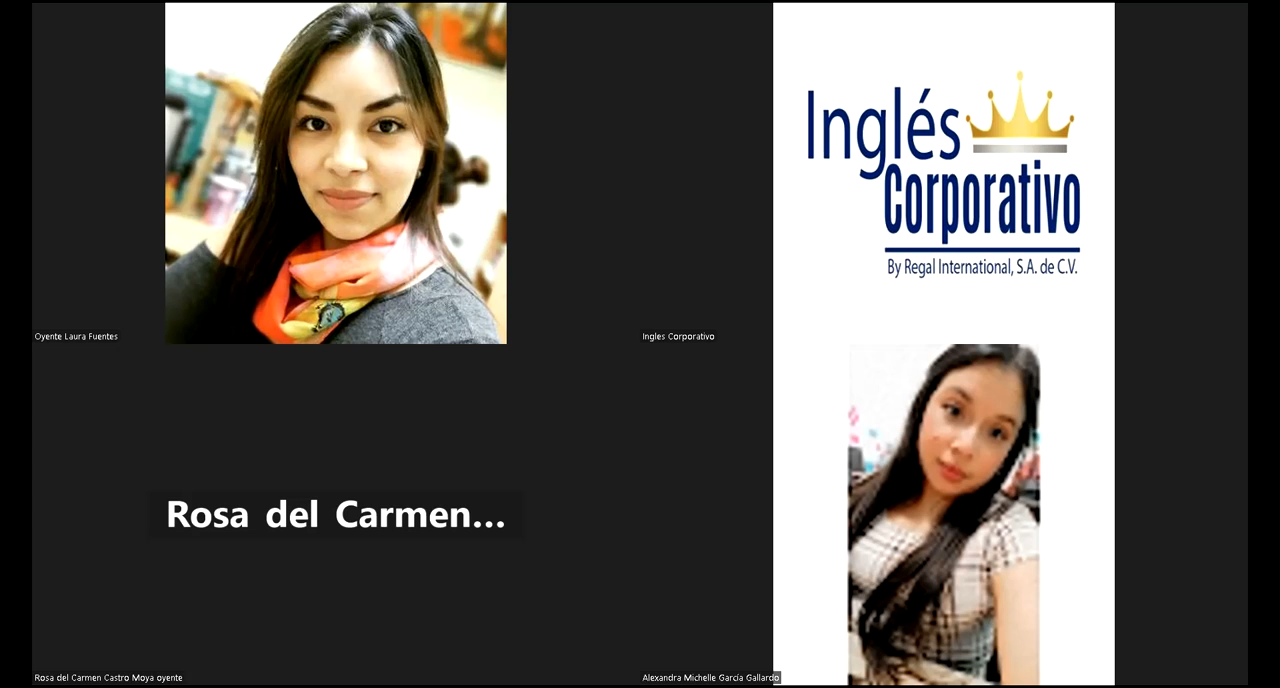 Inglés
Corporativo
By Regal International, S.A. de C.V.
Oyente Laura Fuentes
Ingles Corporativo
Rosa del Carmen...
Rosa del Carmen Castro Moya oyente
Alexandra Michelle García Gallardo